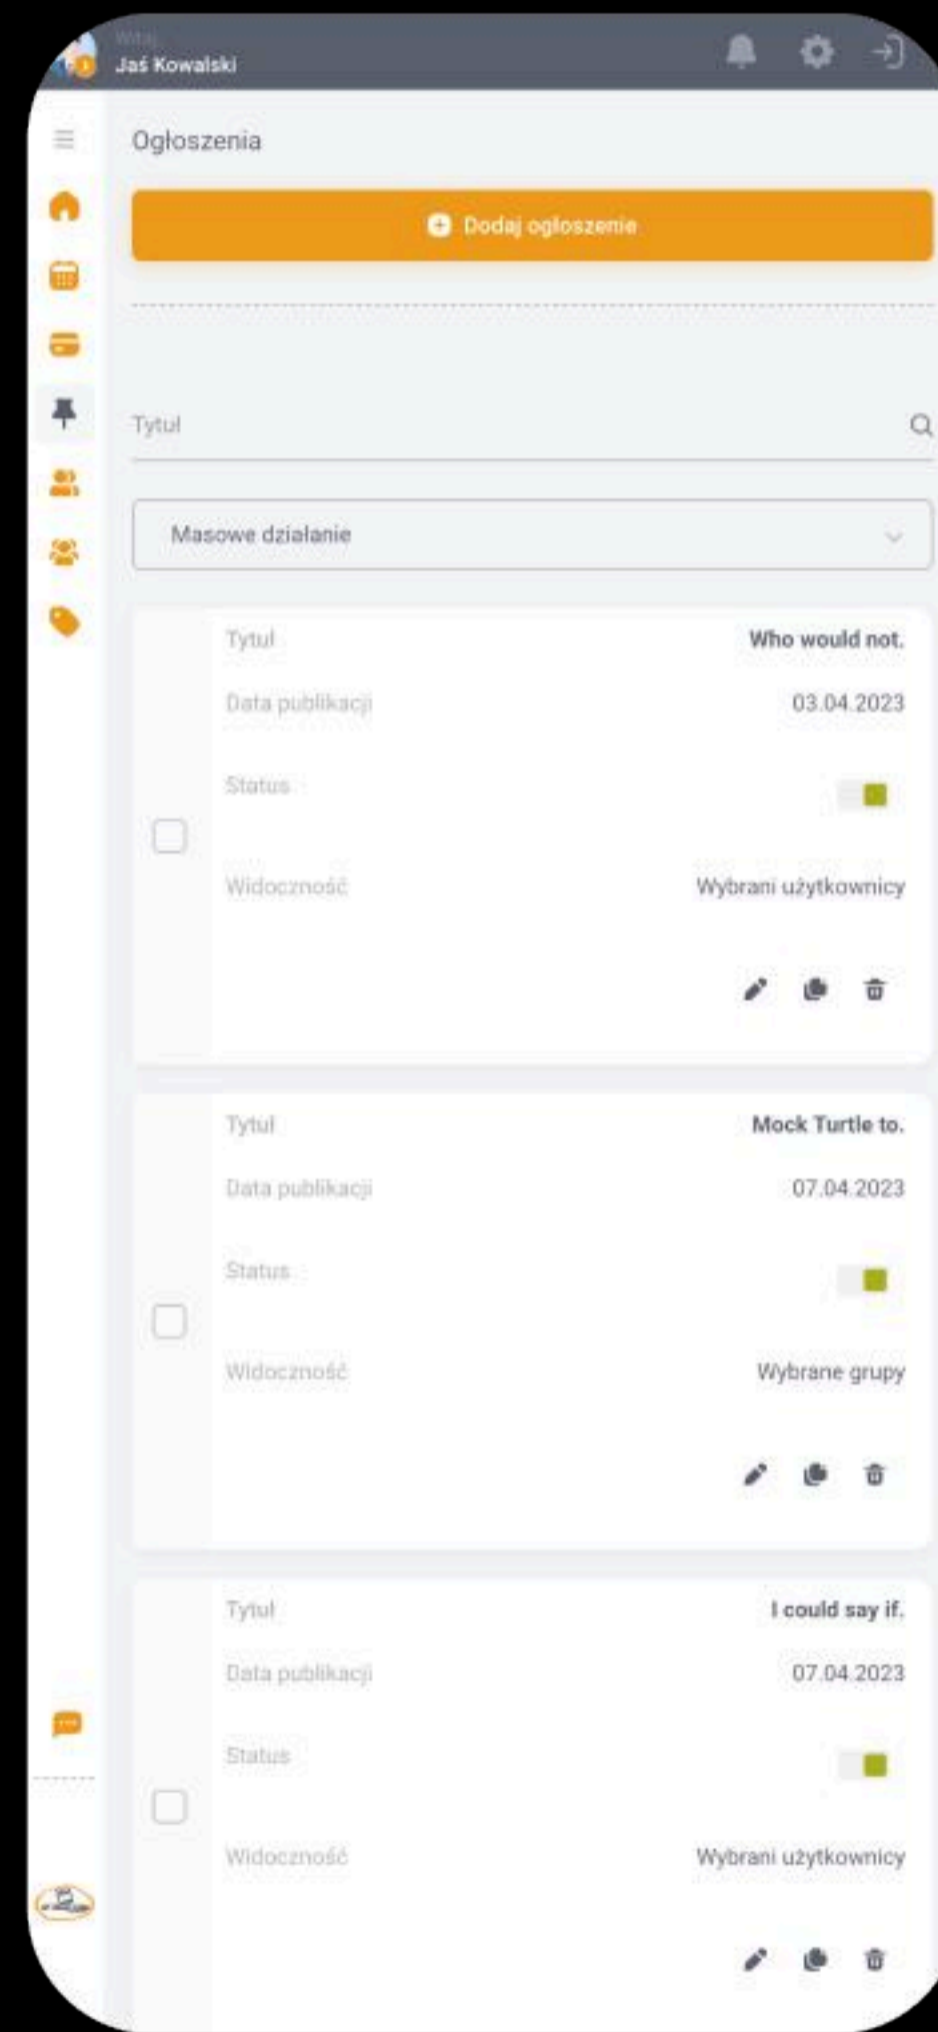 Witaj,
Jaś Kowalski
Ogłoszenia
Dodaj ogłoszenie
Tytuł
Masowe działanie
Tytuł Who would not.
Data publikacji 03.04.2023
Status
Widoczność Wybrani użytkownicy
Tytuł Mock Turtle to.
Data publikacji 07.04.2023
Status
Widoczność Wybrane grupy
Tytuł I could say if.
Data publikacji 07.04.2023
Status
Widoczność Wybrani użytkownicy